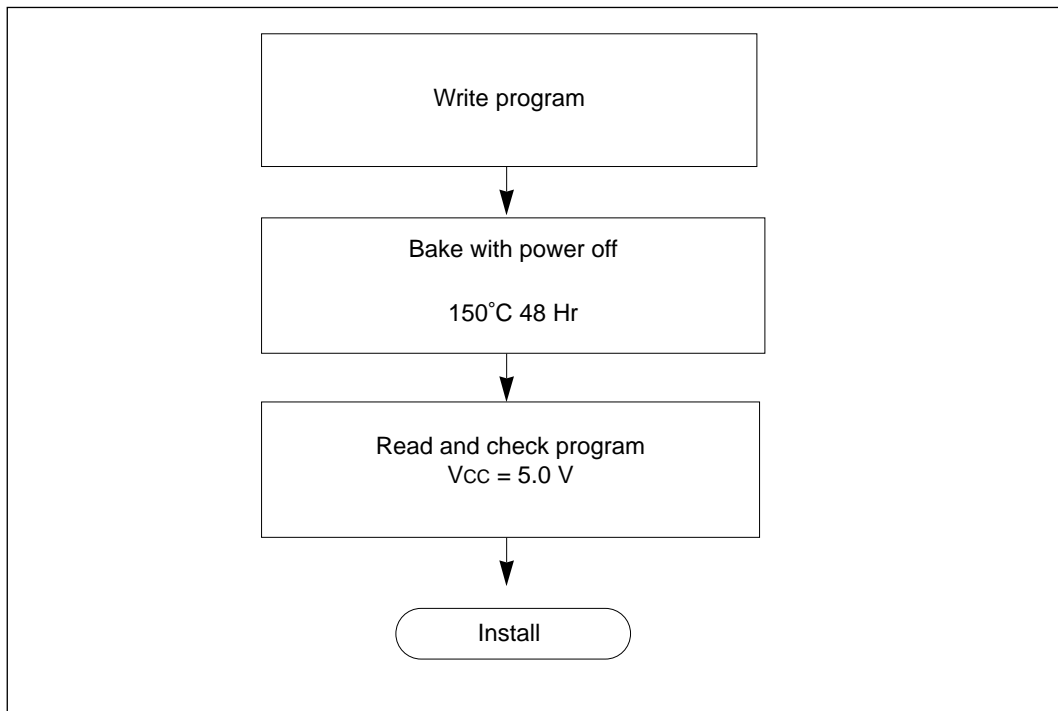 Write program
Bake with power off
150°C 48 Hr
Read and check program
VCC = 5.0 V
Install